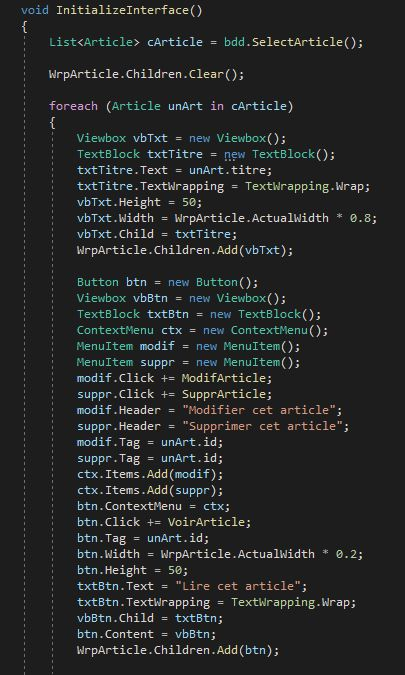 void InitializeInterface()
{
List<Article> cArticle = bdd.SelectArticle();
WrpArticle.Children.Clear();
foreach (Article unArt in cArticle)
{
Viewbox vbTxt = new Viewbox();
TextBlock txtTitre = new TextBlock();
txtTitre.Text = unArt.titre;
txtTitre.TextWrapping = TextWrapping.Wrap;
vbTxt.Height = 50;
vbTxt.Width = WrpArticle.ActualWidth * 0.8;
vbTxt.Child = txtTitre;
WrpArticle.Children.Add(vbTxt);
Button btn = new Button();
Viewbox vbBtn = new Viewbox();
TextBlock txtBtn = new TextBlock();
ContextMenu ctx = new ContextMenu();
MenuItem modif = new MenuItem();
MenuItem suppr = new MenuItem();
modif.Click += ModifArticle;
suppr.Click += SupprArticle;
modif.Header = "Modifier cet article";
suppr.Header = "Supprimer cet article";
modif.Tag = unArt.id;
suppr.Tag = unArt.id;
ctx.Items.Add(modif);
ctx.Items.Add(suppr);
btn.ContextMenu = ctx;
btn.Click += VoirArticle;
btn.Tag = unArt.id;
btn.Width = WrpArticle.ActualWidth * 0.2;
btn.Height = 50;
txtBtn.Text = "Lire cet article";
txtBtn.TextWrapping = TextWrapping.Wrap;
vbBtn.Child = txtBtn;
btn.Content = vbBtn;
WrpArticle.Children.Add(btn);